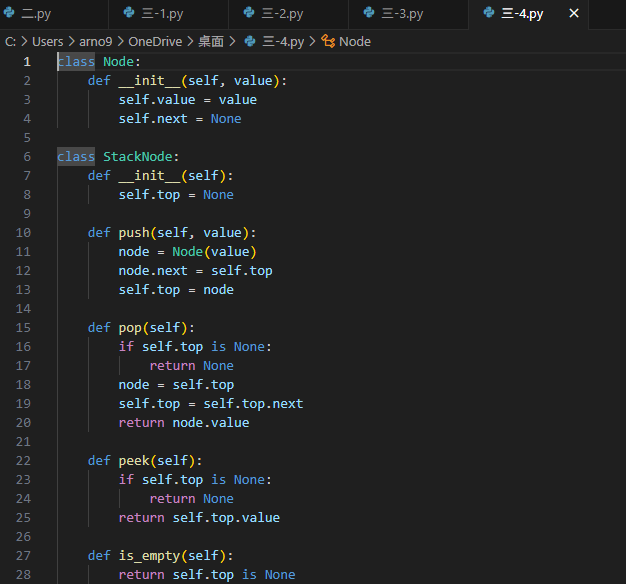 二.py 三-1.py 三-2.py 三-3.py 三-4.py
C: > Users > arno9 > OneDrive > 桌面 > 三-4.py > Node
1 class Node:
2     def __init__(self, value):
3         self.value = value
4         self.next = None
5
6 class StackNode:
7     def __init__(self):
8         self.top = None
9
10     def push(self, value):
11         node = Node(value)
12         node.next = self.top
13         self.top = node
14
15     def pop(self):
16         if self.top is None:
17             return None
18         node = self.top
19         self.top = self.top.next
20         return node.value
21
22     def peek(self):
23         if self.top is None:
24             return None
25         return self.top.value
26
27     def is_empty(self):
28         return self.top is None